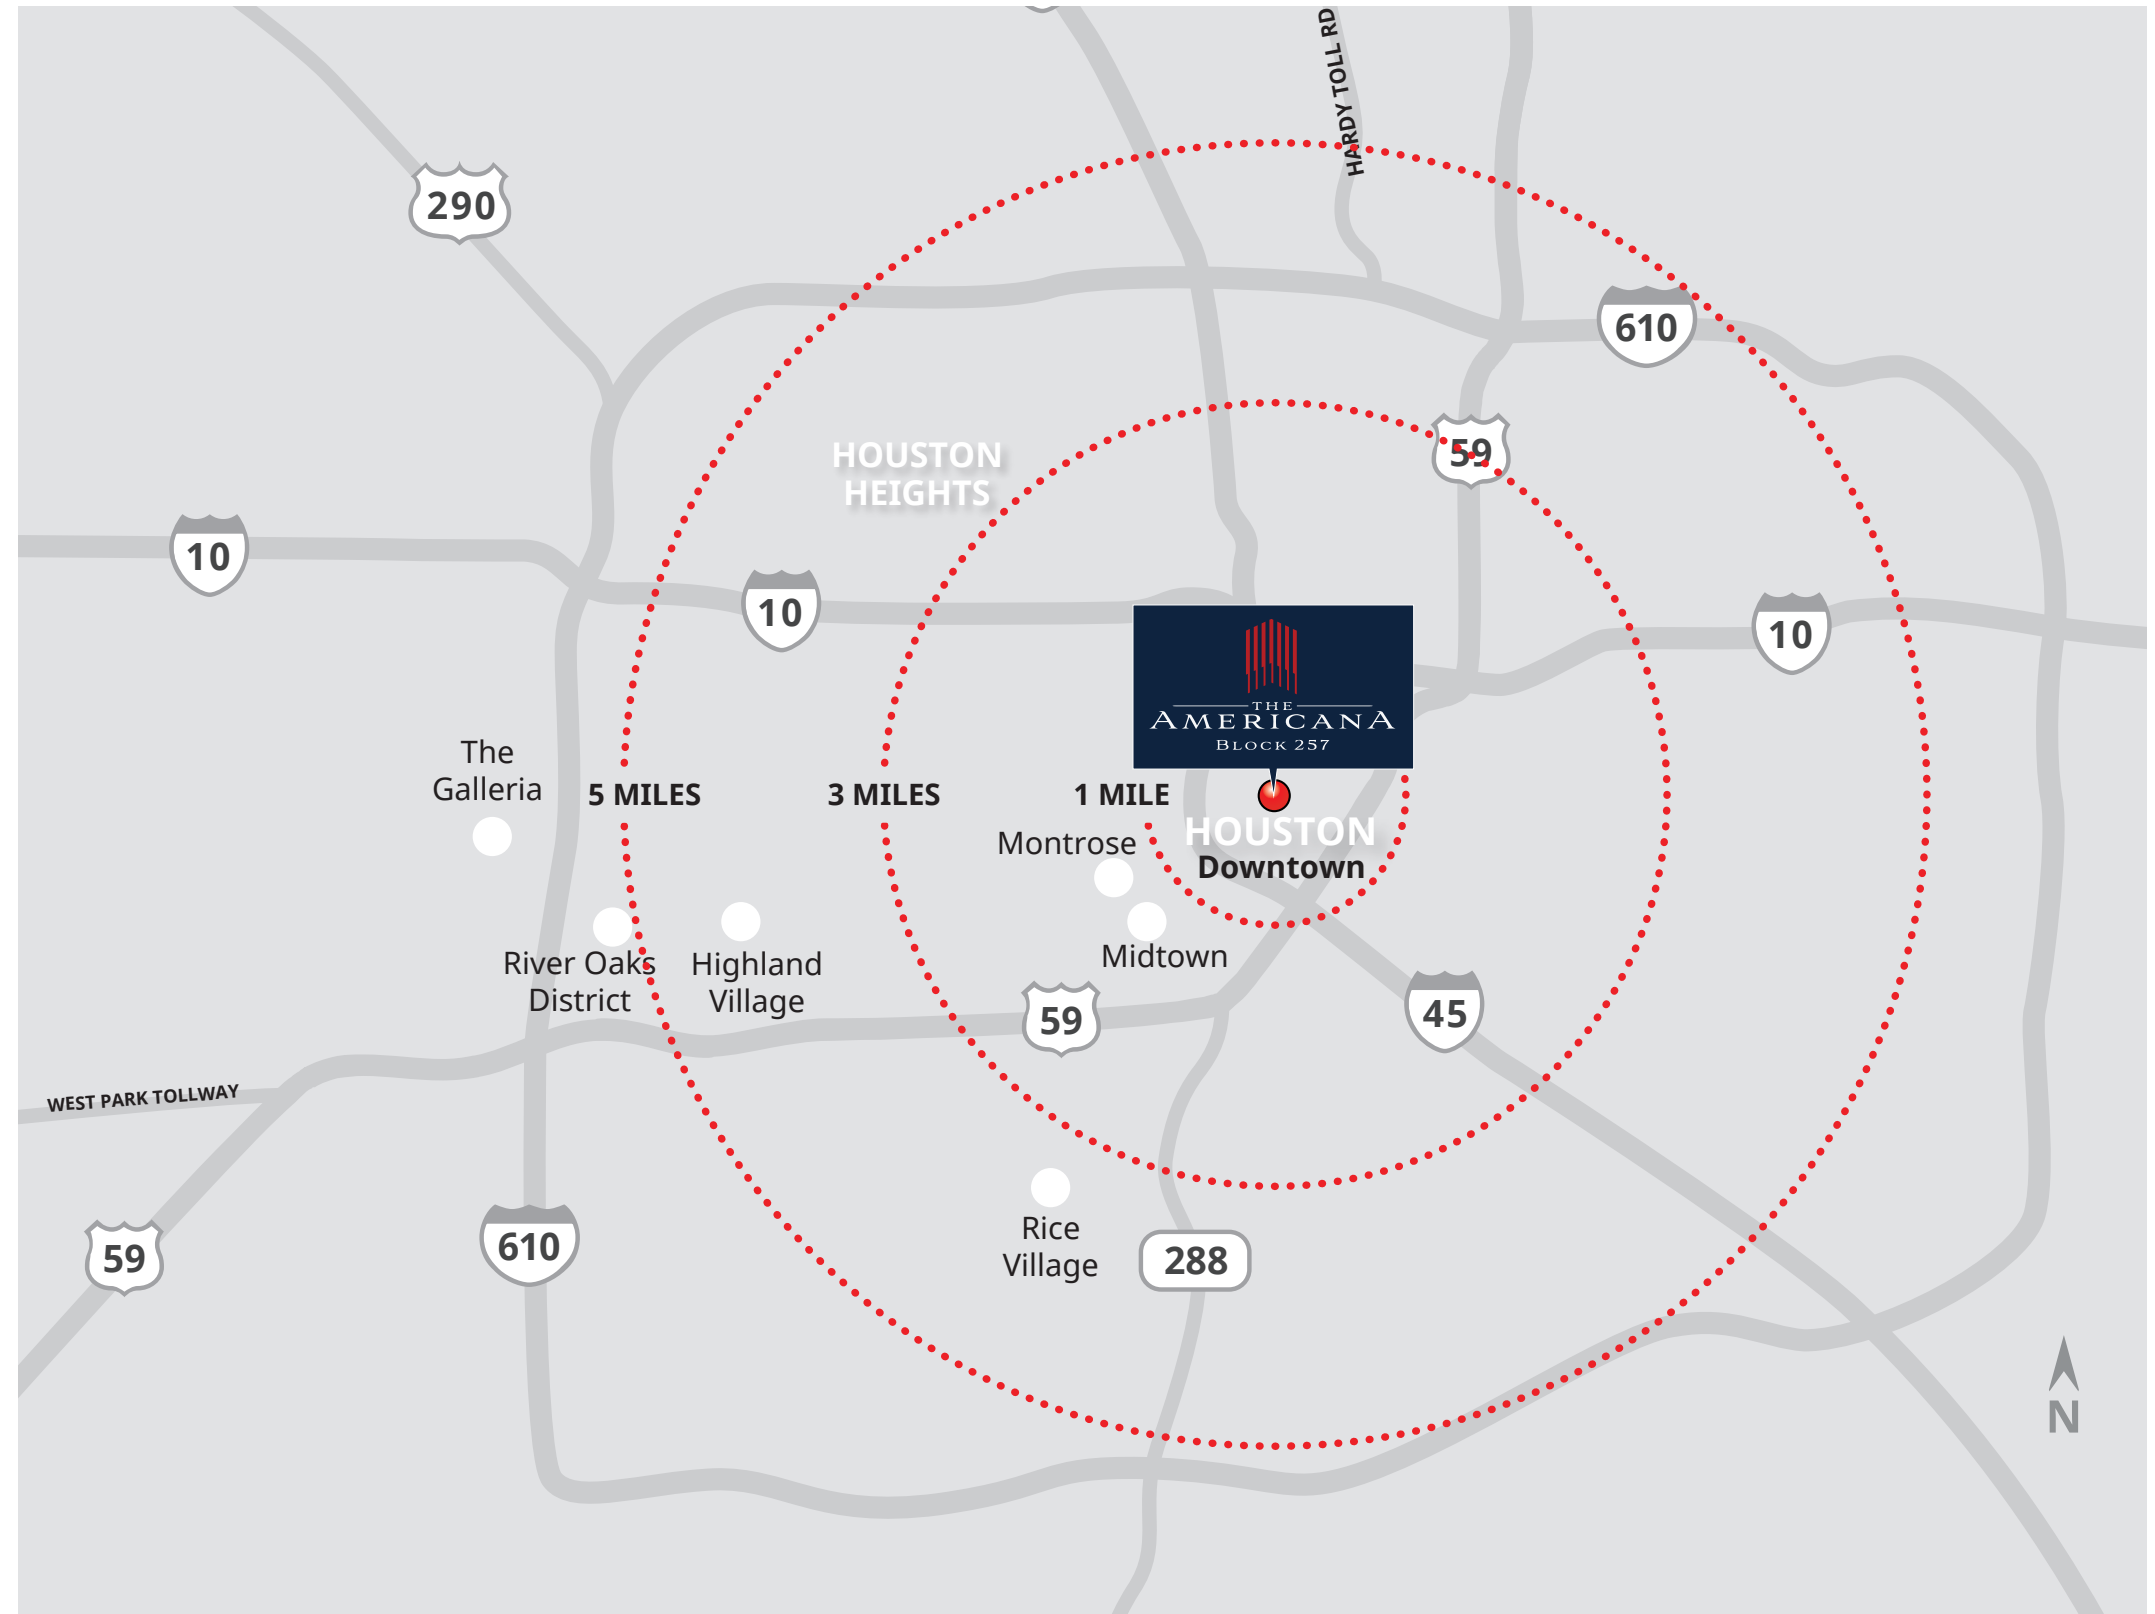 HARDY TOLL RD
290
610
59
HOUSTON
HEIGHTS
10
10
10
THE
AMERICANA
BLOCK 257
The
Galleria
5 MILES
3 MILES
1 MILE
HOUSTON
Downtown
Montrose
Midtown
River Oaks
District
Highland
Village
59
45
WEST PARK TOLLWAY
59
610
Rice
Village
288
N